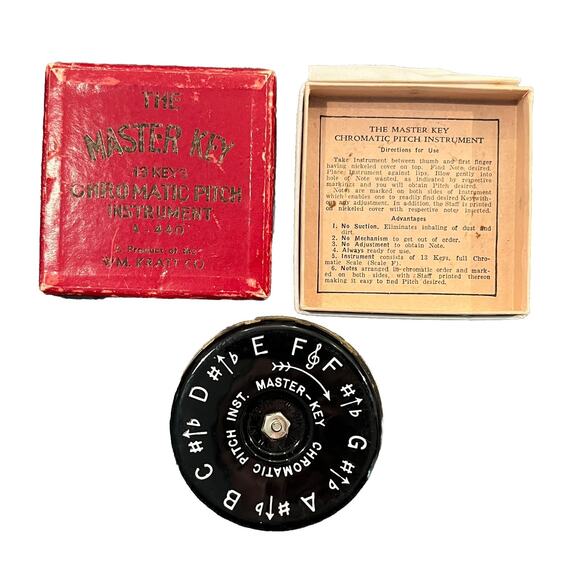 THE
MASTER KEY
13 KEYS
CHROMATIC PITCH
INSTRUMENT
A-440
A Product of the
WM. KRATT CO
THE MASTER KEY
CHROMATIC PITCH INSTRUMENT
Directions for Use
Take Instrument between thumb and first finger
having nickeled cover on top. Find Note desired.
Place Instrument against lips. Blow gently into
hole of Note wanted, as indicated by respective
markings and you will obtain Pitch desired.
Notes are marked on both sides of Instrument
which enables one to readily find desired Key with-
out any adjustment. In addition, the Staff is printed
on nickeled cover with respective notes inserted.
Advantages
1. No Suction. Eliminates inhaling of dust and
dirt.
2. No Mechanism to get out of order.
3. No Adjustment to obtain Note.
4. Always ready for use.
5. Instrument consists of 13 Keys, full Chro-
matic Scale (Scale F).
6. Notes arranged in chromatic order and mark-
ed on both sides, with Staff printed thereon
making it easy to find Pitch desired.
F ♯↑♭ G ♯↑♭ A ♯↑♭ B C ♯↑♭ D ♯↑♭ E F
MASTER-KEY CHROMATIC PITCH INST.